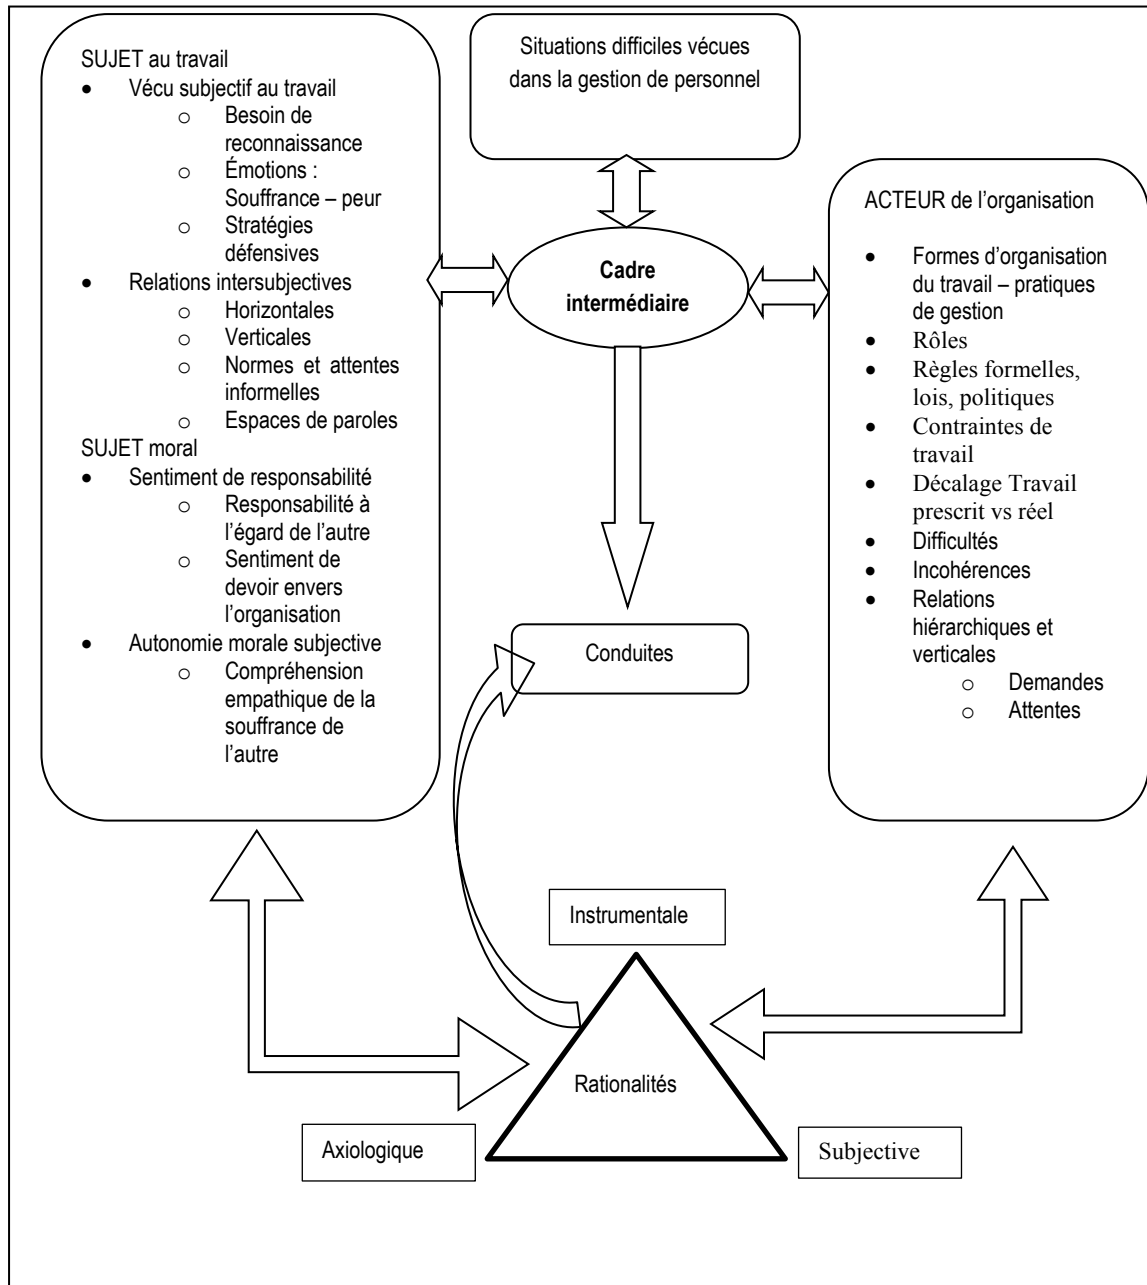 SUJET au travail
• Vécu subjectif au travail
o Besoin de
reconnaissance
o Émotions :
Souffrance – peur
o Stratégies
défensives
• Relations intersubjectives
o Horizontales
o Verticales
o Normes et attentes
informelles
o Espaces de paroles
SUJET moral
• Sentiment de responsabilité
o Responsabilité à
l’égard de l’autre
o Sentiment de
devoir envers
l’organisation
• Autonomie morale subjective
o Compréhension
empathique de la
souffrance de
l’autre
Situations difficiles vécues
dans la gestion de personnel
Cadre
intermédiaire
ACTEUR de l’organisation
• Formes d’organisation
du travail – pratiques
de gestion
• Rôles
• Règles formelles,
lois, politiques
• Contraintes de
travail
• Décalage Travail
prescrit vs réel
• Difficultés
• Incohérences
• Relations
hiérarchiques et
verticales
o Demandes
o Attentes
Conduites
Instrumentale
Rationalités
Axiologique
Subjective